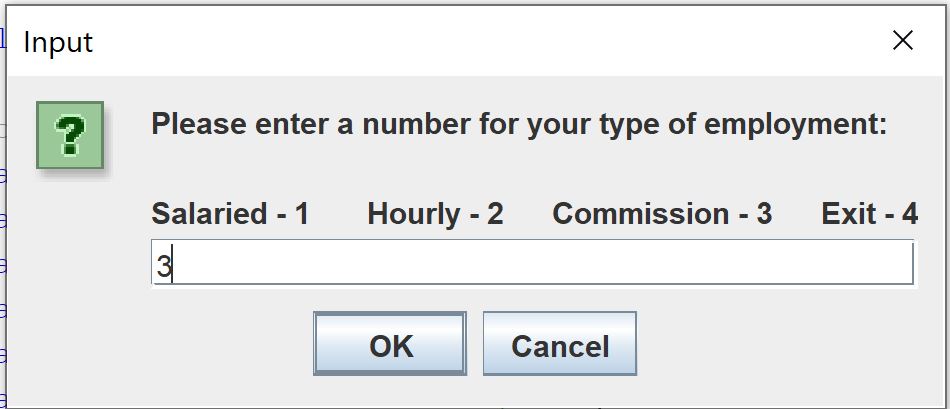 Input
?
Please enter a number for your type of employment:
Salaried - 1 Hourly - 2 Commission - 3 Exit - 4
3
OK Cancel